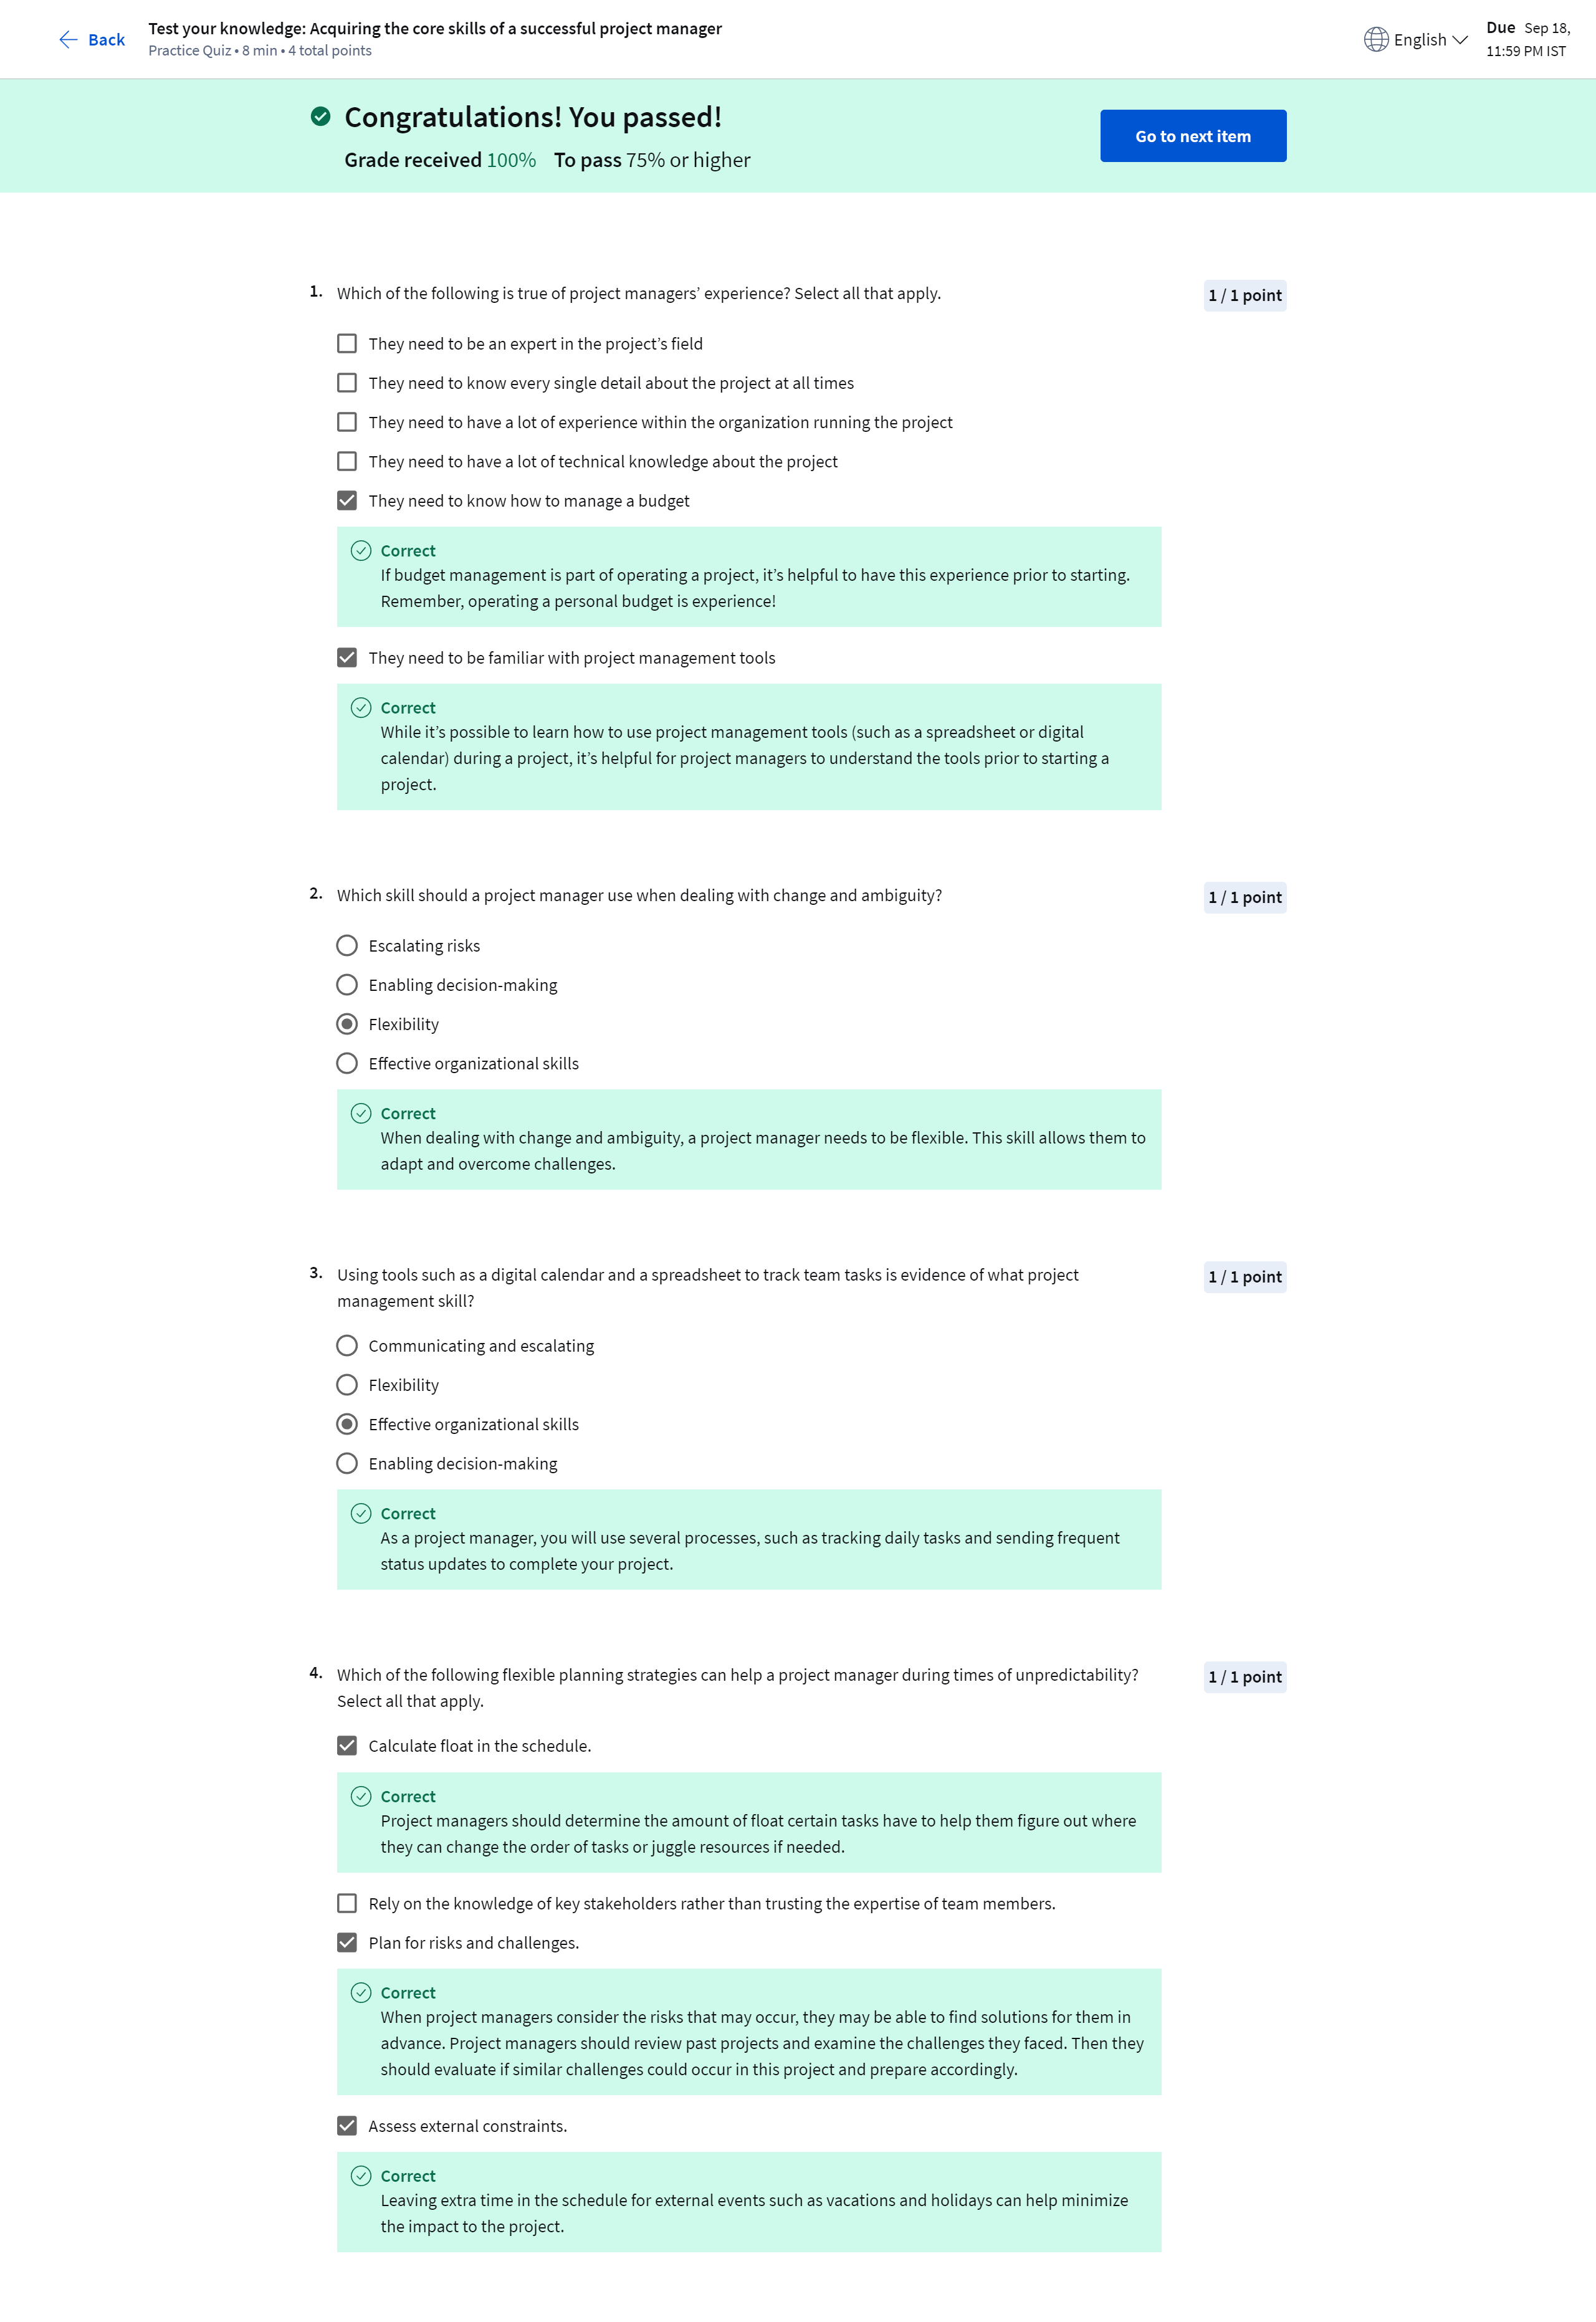 Back
Test your knowledge: Acquiring the core skills of a successful project manager
Practice Quiz • 8 min • 4 total points
English
Due Sep 18,
11:59 PM IST
Congratulations! You passed!
Grade received 100% To pass 75% or higher
Go to next item
1. Which of the following is true of project managers’ experience? Select all that apply.
1 / 1 point
They need to be an expert in the project’s field
They need to know every single detail about the project at all times
They need to have a lot of experience within the organization running the project
They need to have a lot of technical knowledge about the project
They need to know how to manage a budget
Correct
If budget management is part of operating a project, it’s helpful to have this experience prior to starting.
Remember, operating a personal budget is experience!
They need to be familiar with project management tools
Correct
While it’s possible to learn how to use project management tools (such as a spreadsheet or digital
calendar) during a project, it’s helpful for project managers to understand the tools prior to starting a
project.
2. Which skill should a project manager use when dealing with change and ambiguity?
1 / 1 point
Escalating risks
Enabling decision-making
Flexibility
Effective organizational skills
Correct
When dealing with change and ambiguity, a project manager needs to be flexible. This skill allows them to
adapt and overcome challenges.
3. Using tools such as a digital calendar and a spreadsheet to track team tasks is evidence of what project
management skill?
1 / 1 point
Communicating and escalating
Flexibility
Effective organizational skills
Enabling decision-making
Correct
As a project manager, you will use several processes, such as tracking daily tasks and sending frequent
status updates to complete your project.
4. Which of the following flexible planning strategies can help a project manager during times of unpredictability?
Select all that apply.
1 / 1 point
Calculate float in the schedule.
Correct
Project managers should determine the amount of float certain tasks have to help them figure out where
they can change the order of tasks or juggle resources if needed.
Rely on the knowledge of key stakeholders rather than trusting the expertise of team members.
Plan for risks and challenges.
Correct
When project managers consider the risks that may occur, they may be able to find solutions for them in
advance. Project managers should review past projects and examine the challenges they faced. Then they
should evaluate if similar challenges could occur in this project and prepare accordingly.
Assess external constraints.
Correct
Leaving extra time in the schedule for external events such as vacations and holidays can help minimize
the impact to the project.